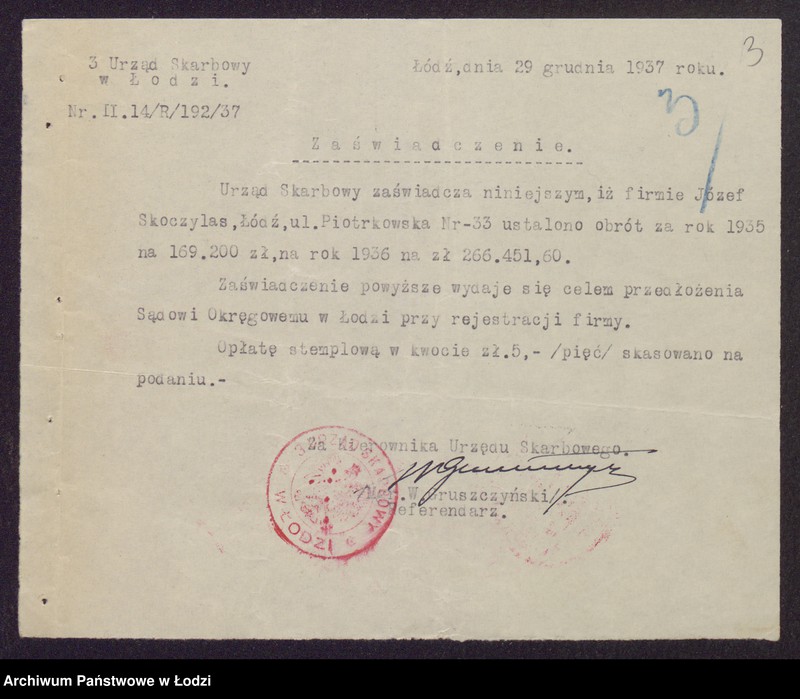 3
3 Urząd Skarbowy
w Łodzi.
Łódź,dnia 29 grudnia 1937 roku.
Nr.II.14/R/192/37
Zaświadczenie.
Urząd Skarbowy zaświadcza niniejszym,iż firmie Józef
Skoczylas,Łódź,ul.Piotrkowska Nr-33 ustalono obrót za rok 1935
na 169.200 zł,na rok 1936 na zł 266.451,60.
Zaświadczenie powyższe wydaje się celem przedłożenia
Sądowi Okręgowemu w Łodzi przy rejestracji firmy.
Opłatę stemplową w kwocie zł.5,- /pięć/ skasowano na
podaniu.-
Za Kierownika Urzędu Skarbowego.
W.Gruszczyński/
Referendarz.
URZĄD SKARBOWY
W ŁODZI
Archiwum Państwowe w Łodzi